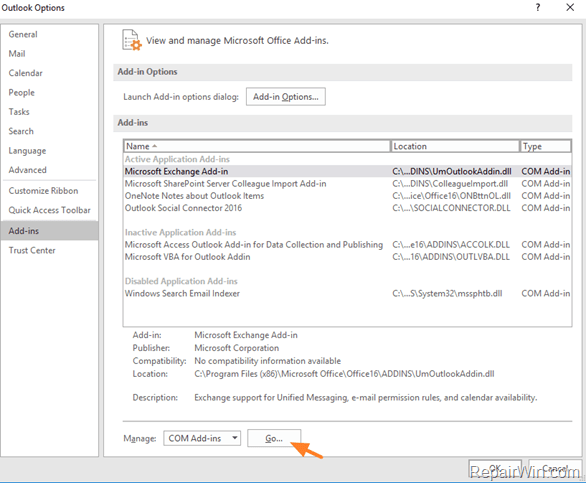 Outlook Options
?
General
Mail
Calendar
People
Tasks
Search
Language
Advanced
Customize Ribbon
Quick Access Toolbar
Add-ins
Trust Center
View and manage Microsoft Office Add-ins.
Add-in Options
Launch Add-in options dialog: Add-in Options...
Add-ins
Name Location Type
Active Application Add-ins
Microsoft Exchange Add-in C:\...DINS\UmOutlookAddin.dll COM Add-in
Microsoft SharePoint Server Colleague Import Add-in C:\...DINS\ColleagueImport.dll COM Add-in
OneNote Notes about Outlook Items C:\...ice\Office16\ONBttnOL.dll COM Add-in
Outlook Social Connector 2016 C:\...\SOCIALCONNECTOR.DLL COM Add-in
Inactive Application Add-ins
Microsoft Access Outlook Add-in for Data Collection and Publishing C:\...e16\ADDINS\ACCOLK.DLL COM Add-in
Microsoft VBA for Outlook Addin C:\...16\ADDINS\OUTLVBA.DLL COM Add-in
Disabled Application Add-ins
Windows Search Email Indexer C:\...S\System32\mssphtb.dll COM Add-in
Add-in: Microsoft Exchange Add-in
Publisher: Microsoft Corporation
Compatibility: No compatibility information available
Location: C:\Program Files (x86)\Microsoft Office\Office16\ADDINS\UmOutlookAddin.dll
Description: Exchange support for Unified Messaging, e-mail permission rules, and calendar availability.
Manage: COM Add-ins Go...
OK Cancel
RepairWin.com